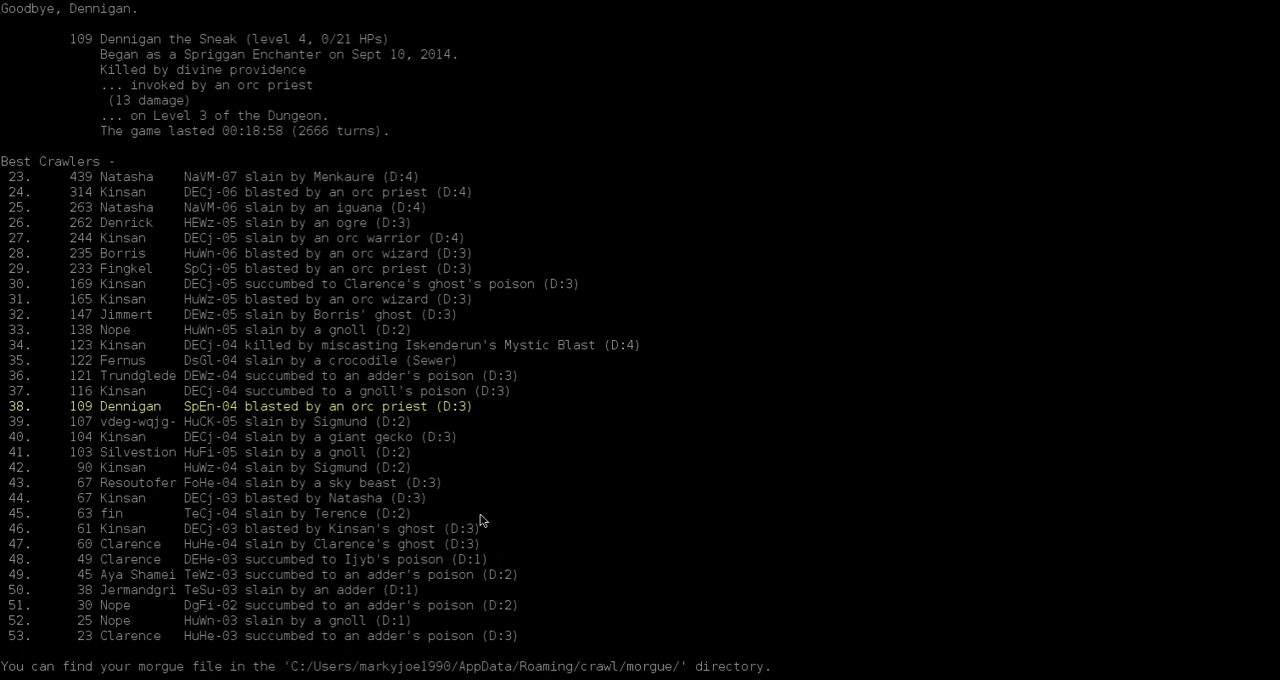 Goodbye, Dennigan.
109 Dennigan the Sneak (level 4, 0/21 HPs)
Began as a Spriggan Enchanter on Sept 10, 2014.
Killed by divine providence
... invoked by an orc priest
(13 damage)
... on Level 3 of the Dungeon.
The game lasted 00:18:58 (2666 turns).
Best Crawlers -
23. 439 Natasha NaVM-07 slain by Menkaure (D:4)
24. 314 Kinsan DECj-06 blasted by an orc priest (D:4)
25. 263 Natasha NaVM-06 slain by an iguana (D:4)
26. 262 Denrick HEWz-05 slain by an ogre (D:3)
27. 244 Kinsan DECj-05 slain by an orc warrior (D:4)
28. 235 Borris HuWn-06 blasted by an orc wizard (D:3)
29. 233 Fingkel SpCj-05 blasted by an orc priest (D:3)
30. 169 Kinsan DECj-05 succumbed to Clarence's ghost's poison (D:3)
31. 165 Kinsan HuWz-05 blasted by an orc wizard (D:3)
32. 147 Jimmert DEWz-05 slain by Borris' ghost (D:3)
33. 138 Nope HuWn-05 slain by a gnoll (D:2)
34. 123 Kinsan DECj-04 killed by miscasting Iskenderun's Mystic Blast (D:4)
35. 122 Fernus DsGl-04 slain by a crocodile (Sewer)
36. 121 Trundglede DEWz-04 succumbed to an adder's poison (D:3)
37. 116 Kinsan DECj-04 succumbed to a gnoll's poison (D:3)
38. 109 Dennigan SpEn-04 blasted by an orc priest (D:3)
39. 107 vdeg-wqjg- HuCK-05 slain by Sigmund (D:2)
40. 104 Kinsan DECj-04 slain by a giant gecko (D:3)
41. 103 Silvestion HuFi-05 slain by a gnoll (D:2)
42. 90 Kinsan HuWz-04 slain by Sigmund (D:2)
43. 67 Resoutofer FoHe-04 slain by a sky beast (D:3)
44. 67 Kinsan DECj-03 blasted by Natasha (D:3)
45. 63 fin TeCj-04 slain by Terence (D:2)
46. 61 Kinsan DECj-03 blasted by Kinsan's ghost (D:3)
47. 60 Clarence HuHe-04 slain by Clarence's ghost (D:3)
48. 49 Clarence DEHe-03 succumbed to Ijyb's poison (D:1)
49. 45 Aya Shamei TeWz-03 succumbed to an adder's poison (D:2)
50. 38 Jermandgri TeSu-03 slain by an adder (D:1)
51. 30 Nope DgFi-02 succumbed to an adder's poison (D:2)
52. 25 Nope HuWn-03 slain by a gnoll (D:1)
53. 23 Clarence HuHe-03 succumbed to an adder's poison (D:3)
You can find your morgue file in the 'C:/Users/markyjoe1990/AppData/Roaming/crawl/morgue/' directory.